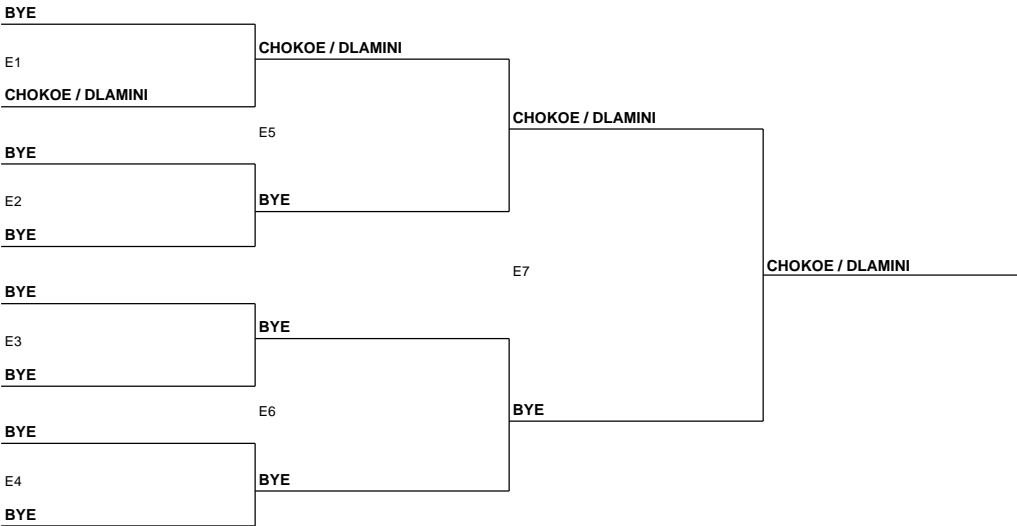 BYE
E1
CHOKOE / DLAMINI
BYE
E2
BYE
BYE
E3
BYE
BYE
E4
BYE
CHOKOE / DLAMINI
E5
BYE
BYE
E6
BYE
CHOKOE / DLAMINI
E7
BYE
CHOKOE / DLAMINI